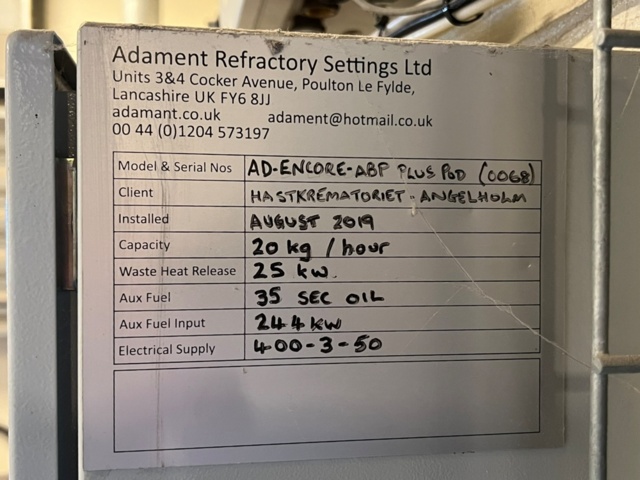 Adament Refractory Settings Ltd
Units 3&4 Cocker Avenue, Poulton Le Fylde,
Lancashire UK FY6 8JJ
adamant.co.uk adament@hotmail.co.uk
00 44 (0)1204 573197
Model & Serial Nos AD-ENCORE-ABP PLUS POD (0068)
Client HASTKREMATORIET - ANGELHOLM
Installed AUGUST 2019
Capacity 20 kg / hour
Waste Heat Release 25 kW.
Aux Fuel 35 SEC OIL
Aux Fuel Input 244 kW
Electrical Supply 400-3-50